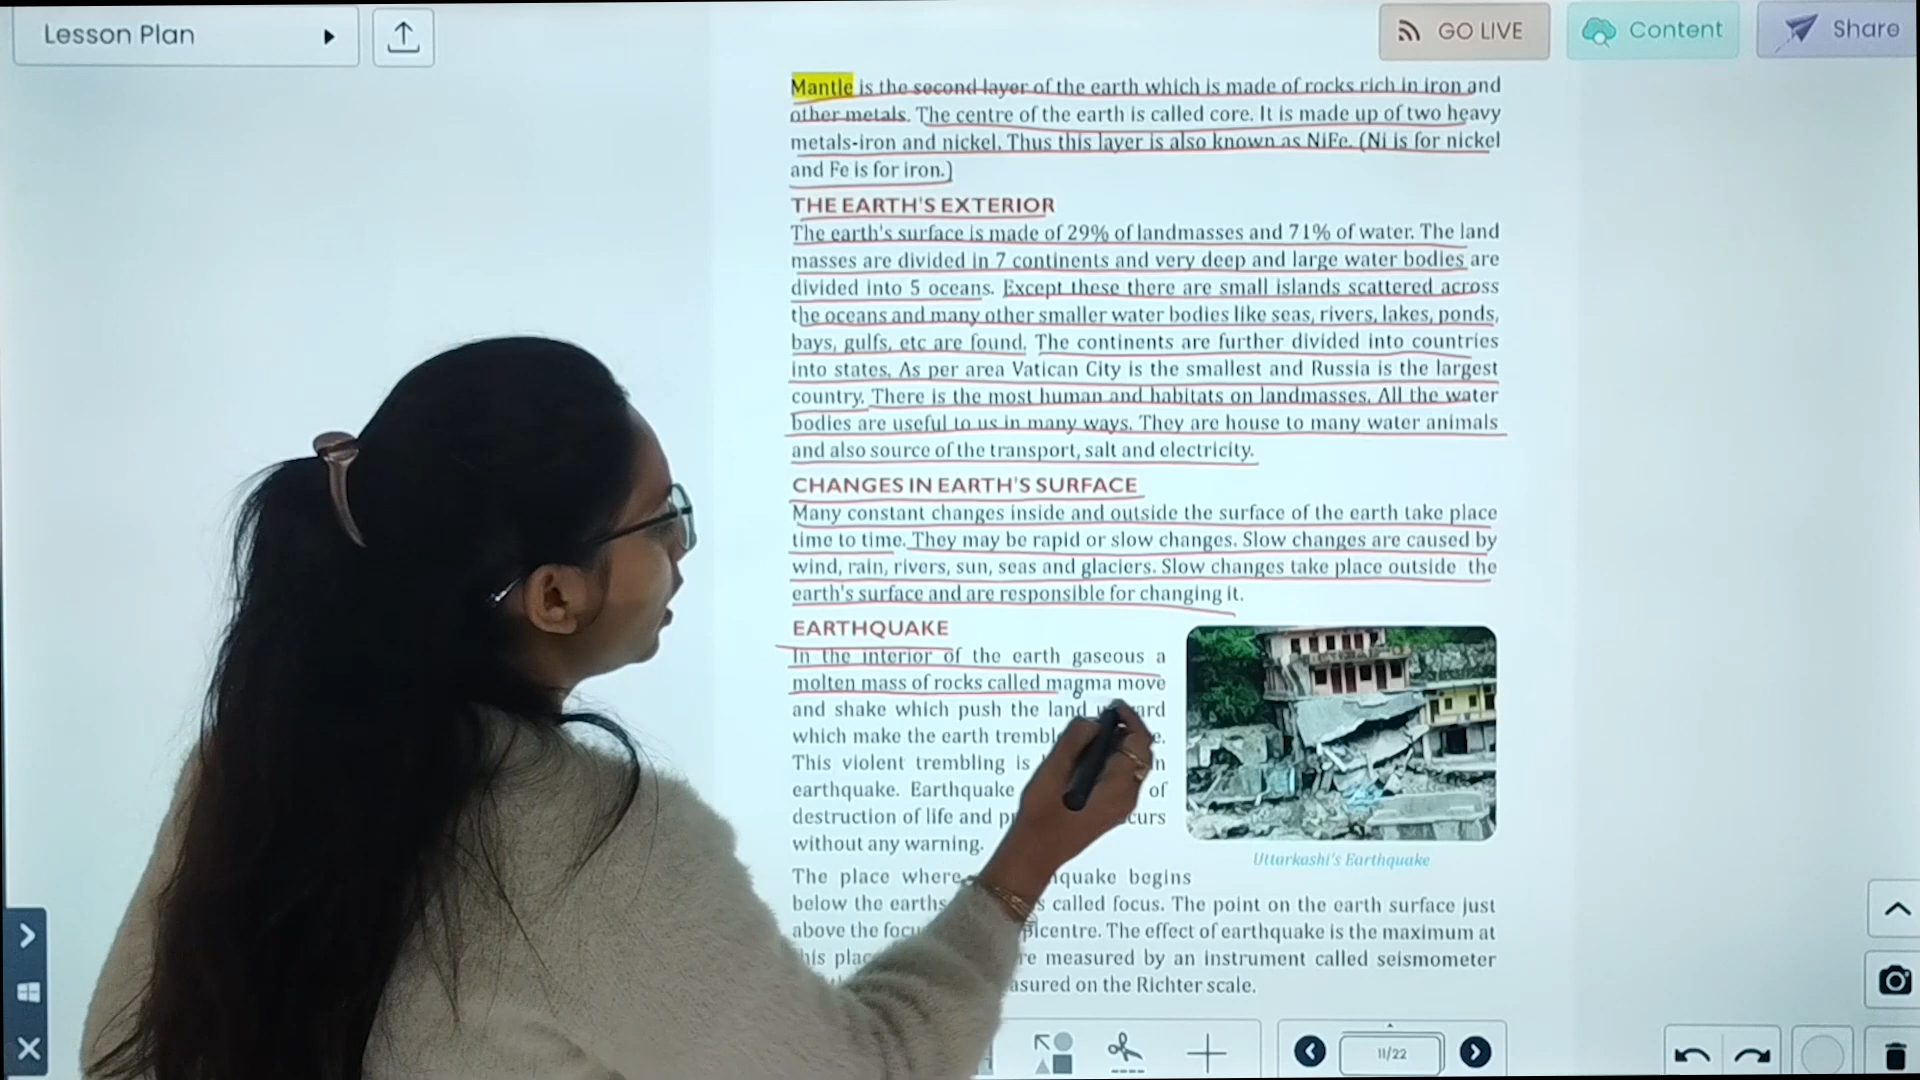 Lesson Plan
GO LIVE
Content
Share
Mantle is the second layer of the earth which is made of rocks rich in iron and
other metals. The centre of the earth is called core. It is made up of two heavy
metals-iron and nickel. Thus this layer is also known as NiFe. (Ni is for nickel
and Fe is for iron.)
THE EARTH'S EXTERIOR
The earth's surface is made of 29% of landmasses and 71% of water. The land
masses are divided in 7 continents and very deep and large water bodies are
divided into 5 oceans. Except these there are small islands scattered across
the oceans and many other smaller water bodies like seas, rivers, lakes, ponds,
bays, gulfs, etc are found. The continents are further divided into countries
into states. As per area Vatican City is the smallest and Russia is the largest
country. There is the most human and habitats on landmasses. All the water
bodies are useful to us in many ways. They are house to many water animals
and also source of the transport, salt and electricity.
CHANGES IN EARTH'S SURFACE
Many constant changes inside and outside the surface of the earth take place
time to time. They may be rapid or slow changes. Slow changes are caused by
wind, rain, rivers, sun, seas and glaciers. Slow changes take place outside the
earth's surface and are responsible for changing it.
EARTHQUAKE
In the interior of the earth gaseous a
molten mass of rocks called magma move
and shake which push the land
which make the earth
This violent trembling is
earthquake. Earthquake of
destruction of life and
without any warning.
The place where begins
below the called focus. The point on the earth surface just
above the The effect of earthquake is the maximum at
measured by an instrument called seismometer
on the Richter scale.
Uttarkashi's Earthquake
11/22